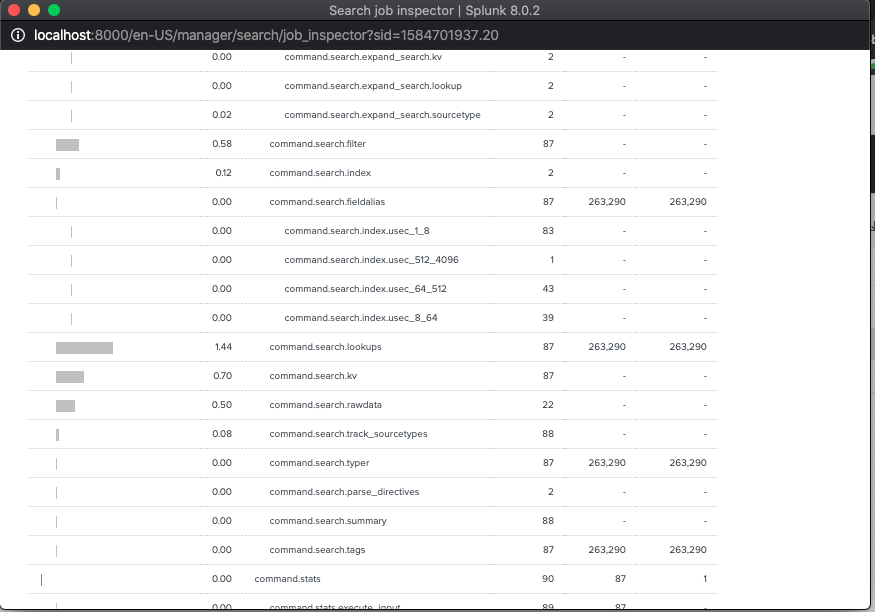 Search job inspector | Splunk 8.0.2
localhost:8000/en-US/manager/search/job_inspector?sid=1584701937.20
0.00 command.search.expand_search.kv 2 - -
0.00 command.search.expand_search.lookup 2 - -
0.02 command.search.expand_search.sourcetype 2 - -
0.58 command.search.filter 87 - -
0.12 command.search.index 2 - -
0.00 command.search.fieldalias 87 263,290 263,290
0.00 command.search.index.usec_1_8 83 - -
0.00 command.search.index.usec_512_4096 1 - -
0.00 command.search.index.usec_64_512 43 - -
0.00 command.search.index.usec_8_64 39 - -
1.44 command.search.lookups 87 263,290 263,290
0.70 command.search.kv 87 - -
0.50 command.search.rawdata 22 - -
0.08 command.search.track_sourcetypes 88 - -
0.00 command.search.typer 87 263,290 263,290
0.00 command.search.parse_directives 2 - -
0.00 command.search.summary 88 - -
0.00 command.search.tags 87 263,290 263,290
0.00 command.stats 90 87 1
0.00 command.stats.execute_input 89 87 -